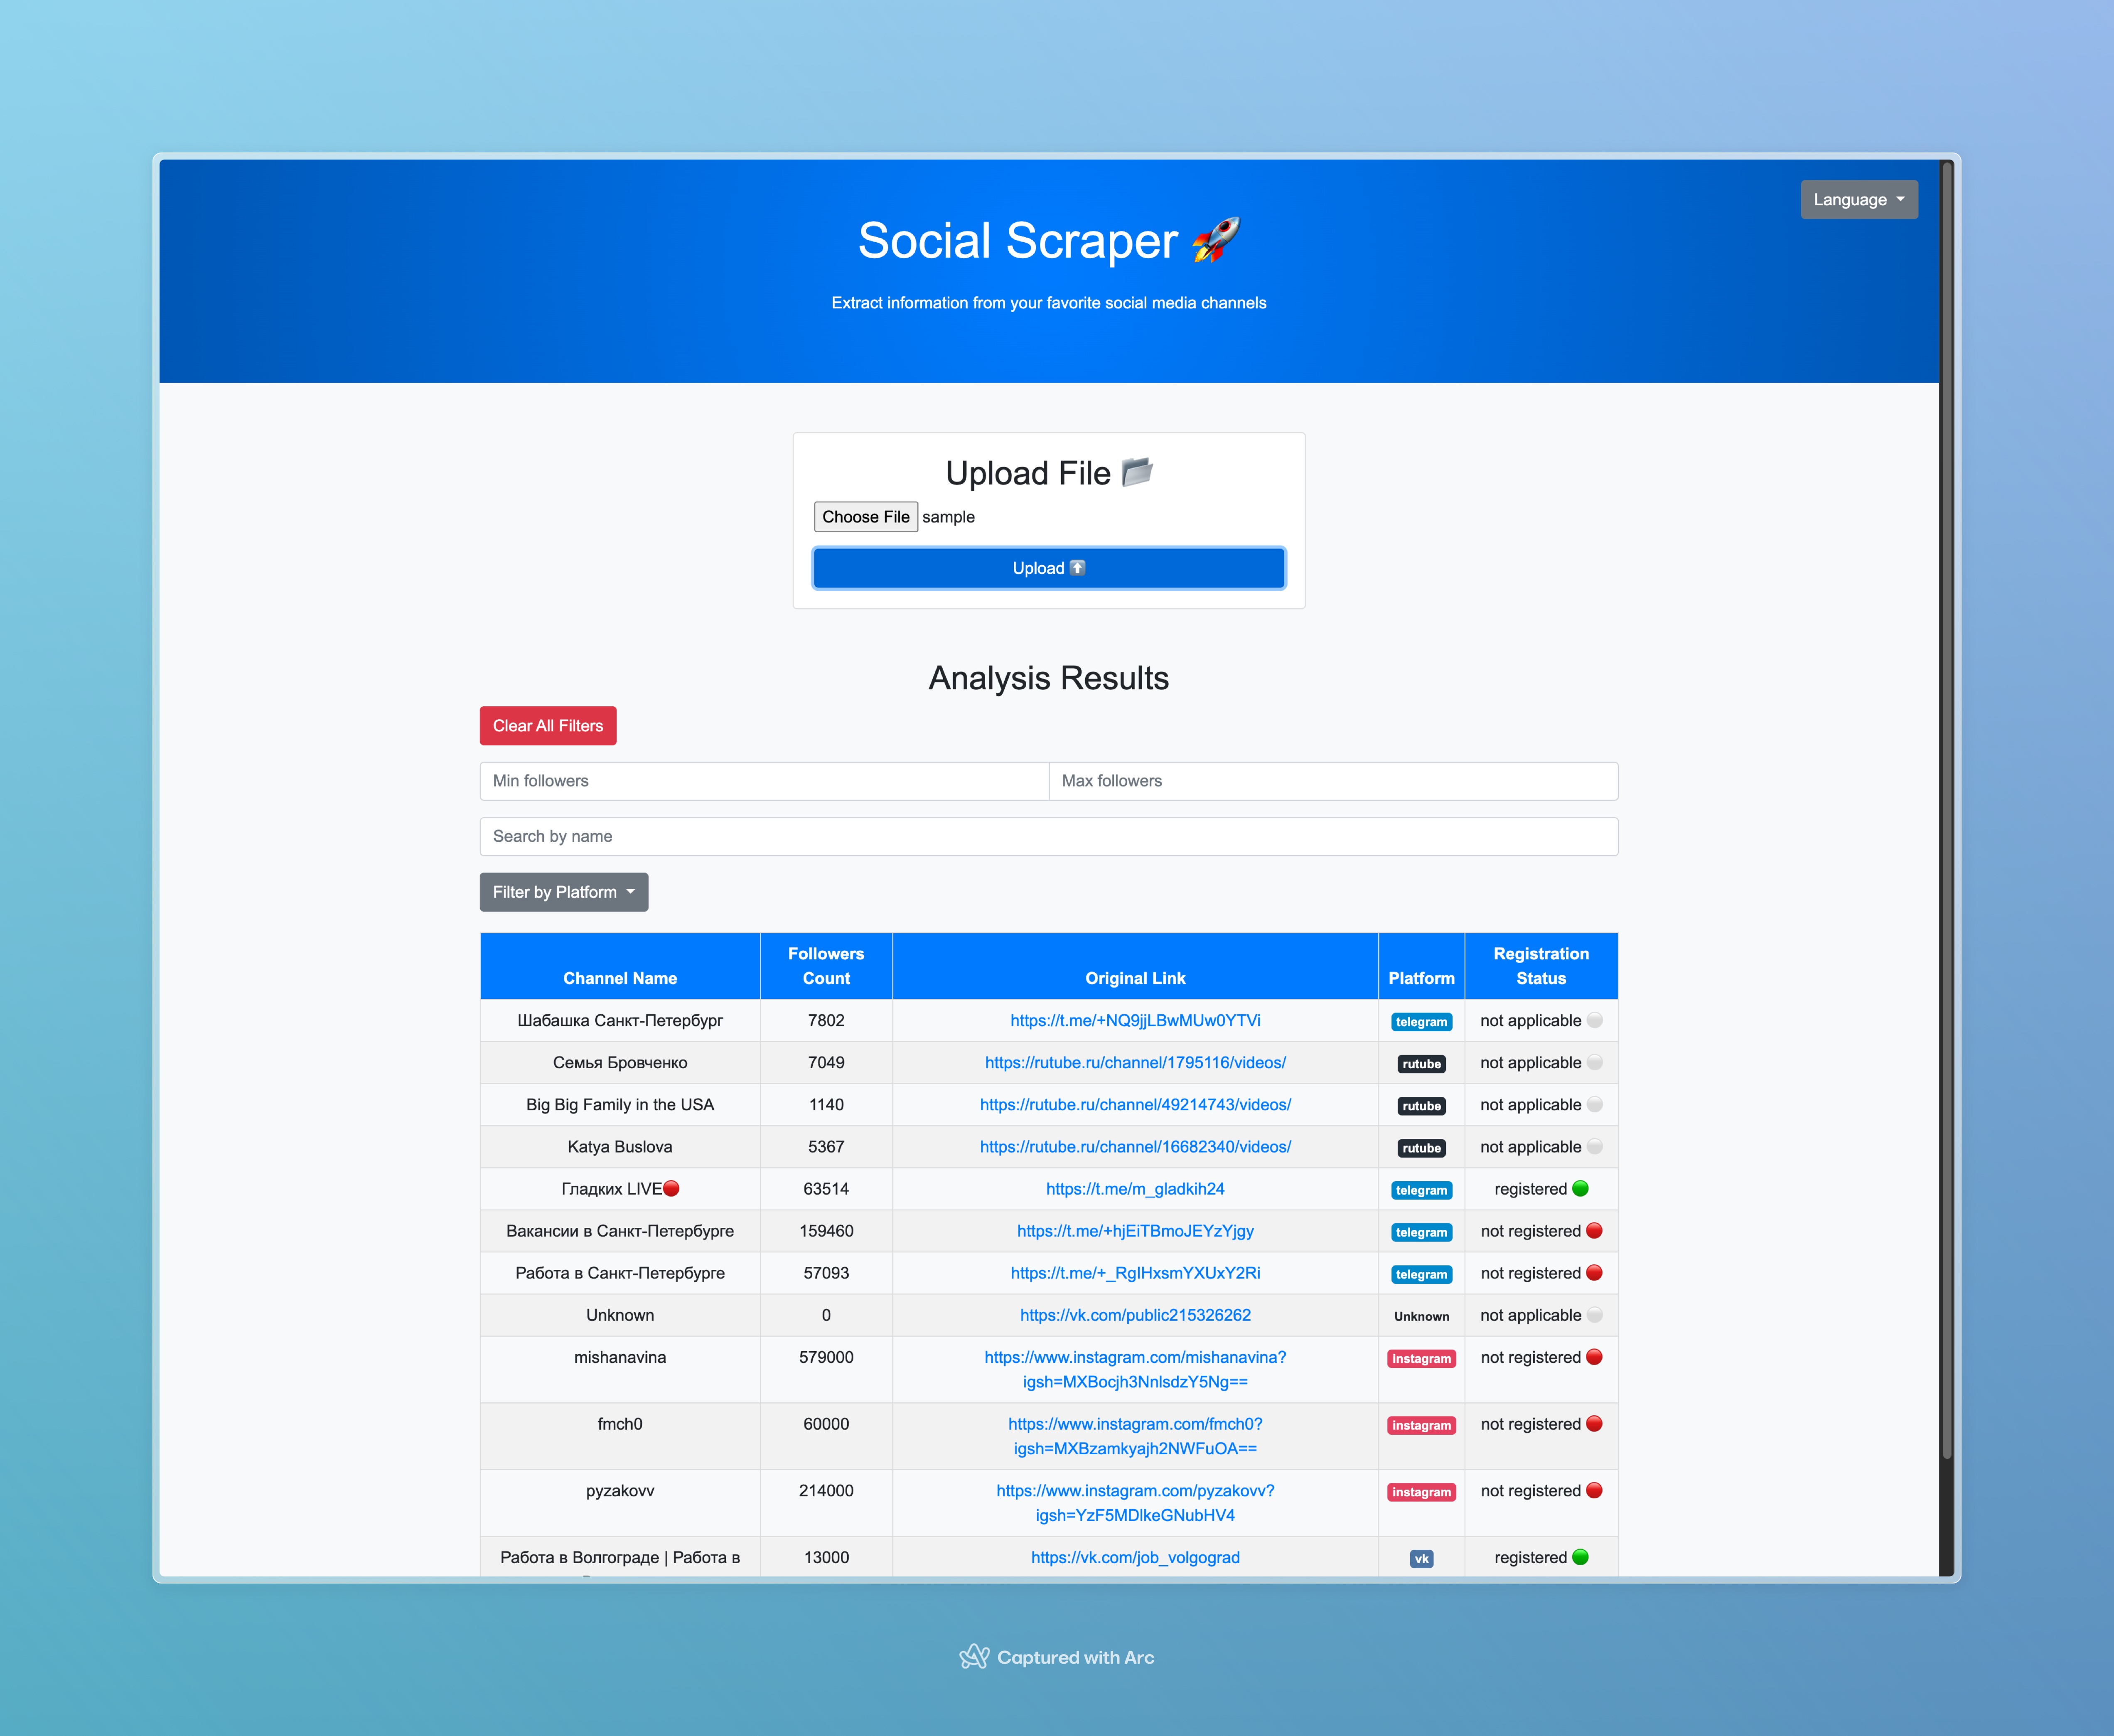 Language
Social Scraper 🚀
Extract information from your favorite social media channels
Upload File 📂
Choose File sample
Upload ⬆️
Analysis Results
Clear All Filters
Min followers Max followers
Search by name
Filter by Platform
Channel Name Followers Count Original Link Platform Registration Status
Шабашка Санкт-Петербург 7802 https://t.me/+NQ9jjLBwMUw0YTVi telegram not applicable ⚪
Семья Бровченко 7049 https://rutube.ru/channel/1795116/videos/ rutube not applicable ⚪
Big Big Family in the USA 1140 https://rutube.ru/channel/49214743/videos/ rutube not applicable ⚪
Katya Buslova 5367 https://rutube.ru/channel/16682340/videos/ rutube not applicable ⚪
Гладких LIVE🔴 63514 https://t.me/m_gladkih24 telegram registered 🟢
Вакансии в Санкт-Петербурге 159460 https://t.me/+hjEiTBmoJEYzYjgy telegram not registered 🔴
Работа в Санкт-Петербурге 57093 https://t.me/+_RgIHxsmYXUxY2Ri telegram not registered 🔴
Unknown 0 https://vk.com/public215326262 Unknown not applicable ⚪
mishanavina 579000 https://www.instagram.com/mishanavina? instagram not registered 🔴
igsh=MXBocjh3NnlsdzY5Ng==
fmch0 60000 https://www.instagram.com/fmch0? instagram not registered 🔴
igsh=MXBzamkyajh2NWFuOA==
pyzakovv 214000 https://www.instagram.com/pyzakovv? instagram not registered 🔴
igsh=YzF5MDlkeGNubHV4
Работа в Волгограде | Работа в 13000 https://vk.com/job_volgograd vk registered 🟢
Captured with Arc